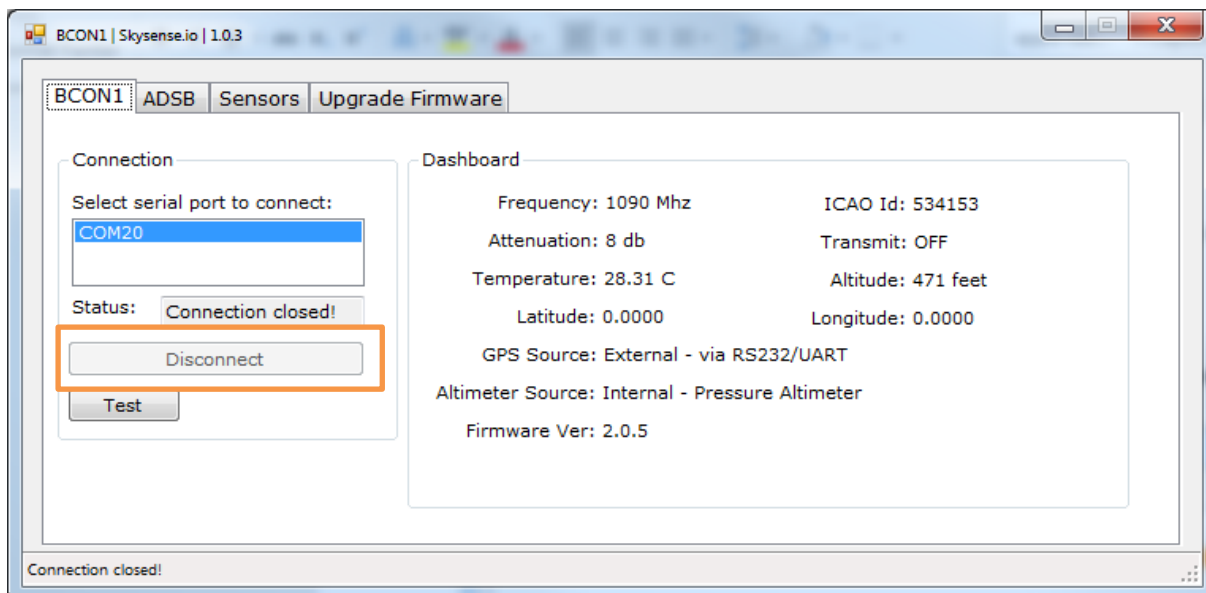 BCON1 | Skysense.io | 1.0.3
BCON1 ADSB Sensors Upgrade Firmware
Connection
Select serial port to connect:
COM20
Status: Connection closed!
Disconnect
Test
Dashboard
Frequency: 1090 Mhz ICAO Id: 534153
Attenuation: 8 db Transmit: OFF
Temperature: 28.31 C Altitude: 471 feet
Latitude: 0.0000 Longitude: 0.0000
GPS Source: External - via RS232/UART
Altimeter Source: Internal - Pressure Altimeter
Firmware Ver: 2.0.5
Connection closed!